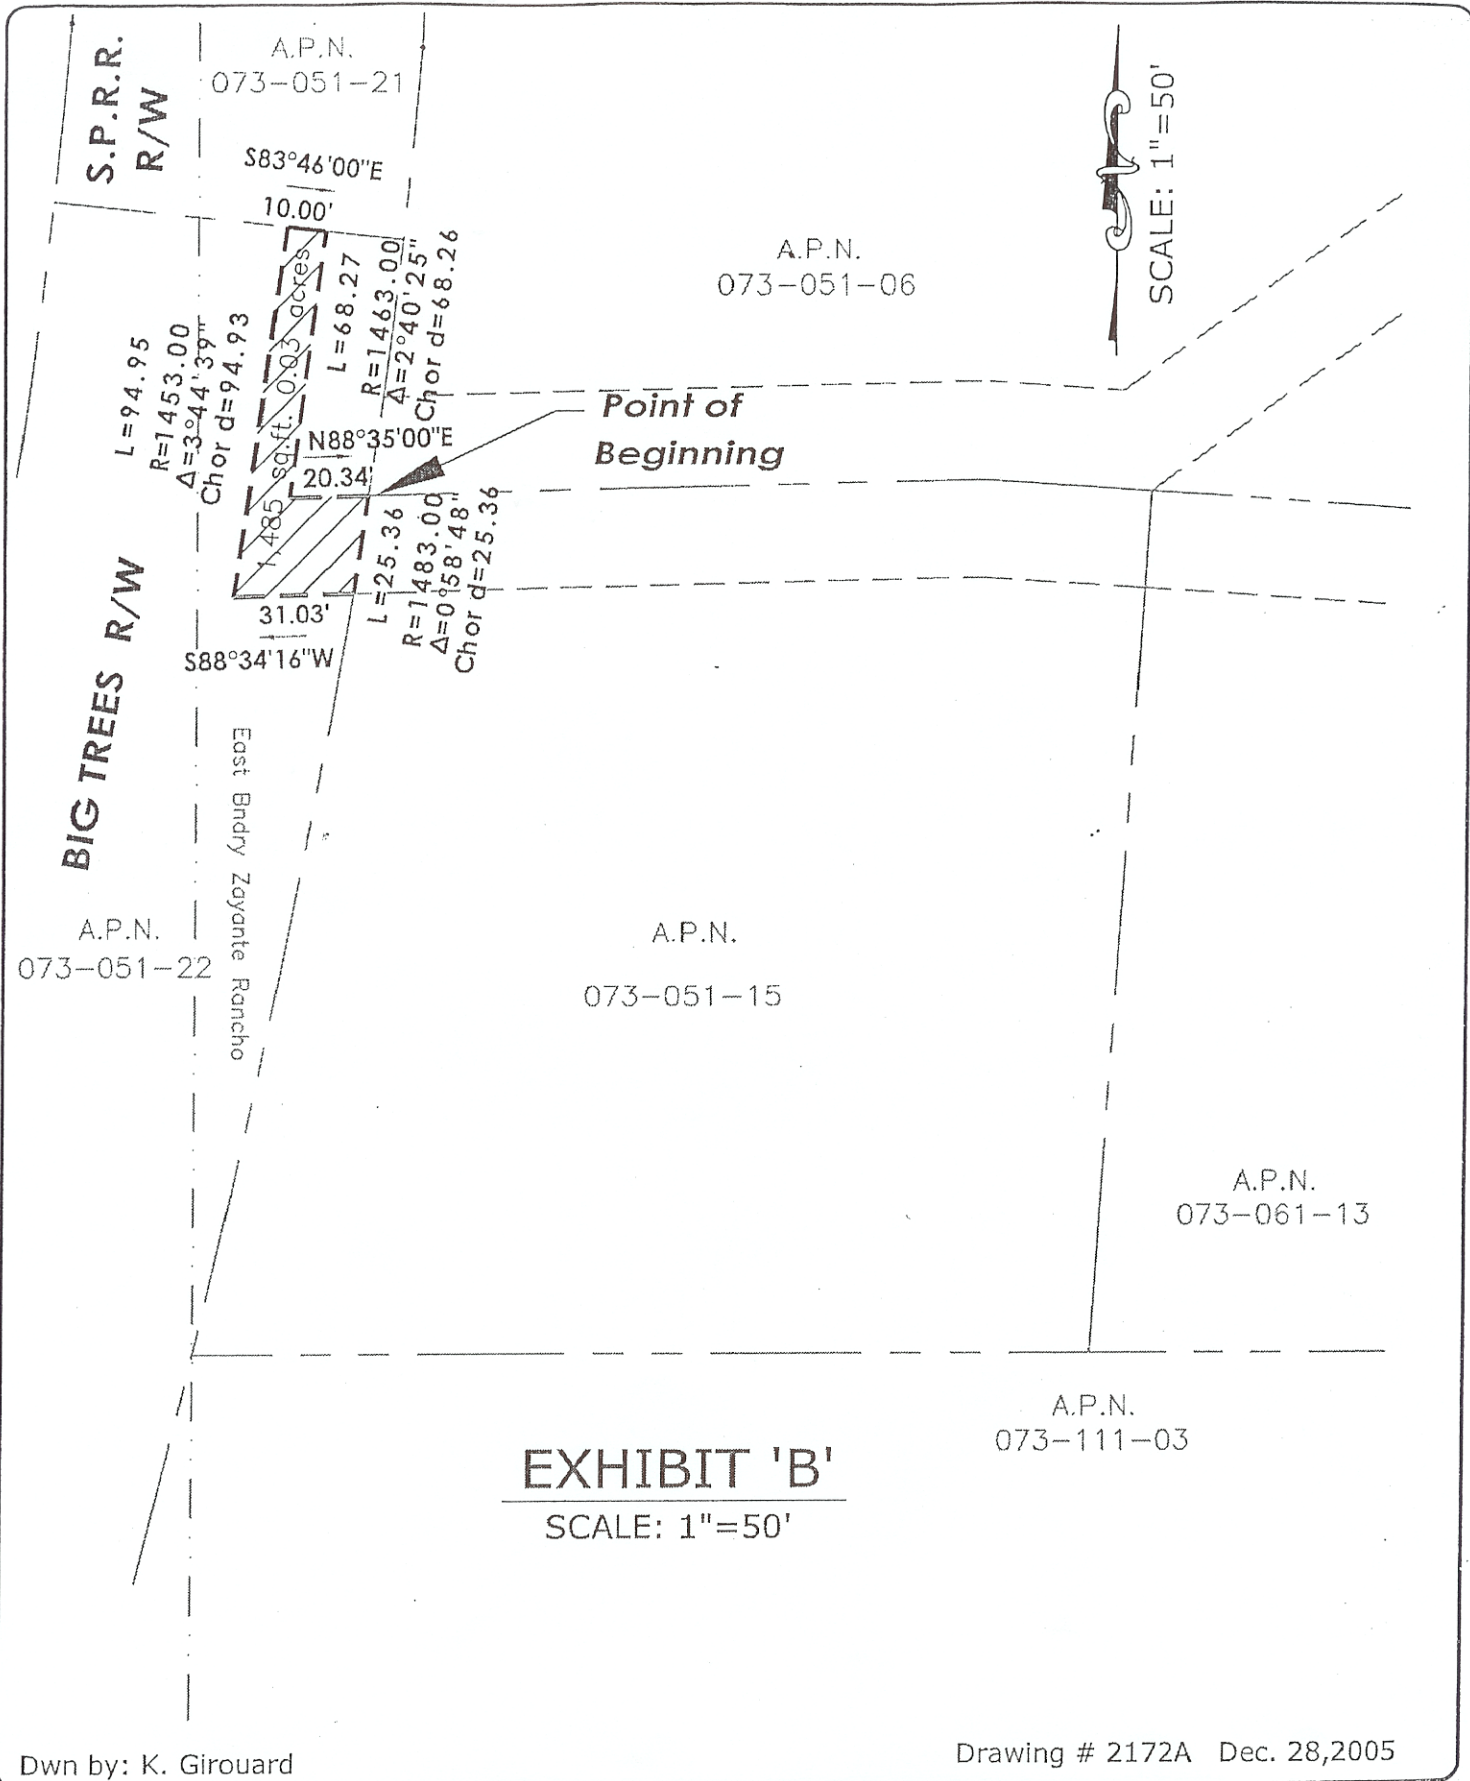 S.P.R.R.
R/W
A.P.N.
073-051-21
S83°46'00"E
10.00'
SCALE: 1"=50'
A.P.N.
073-051-06
L=68.27
R=1463.00
Δ=2°40'25"
Chor d=68.26
L=94.95
R=1453.00
Δ=3°44'39"
Chor d=94.93
1,485 sq.ft. 0.03 acres
N88°35'00"E
20.34'
Point of
Beginning
L=25.36
R=1483.00
Δ=0°58'48"
Chor d=25.36
31.03'
S88°34'16"W
BIG TREES R/W
East Bndry Zayante Rancho
A.P.N.
073-051-22
A.P.N.
073-051-15
A.P.N.
073-061-13
A.P.N.
073-111-03
EXHIBIT 'B'
SCALE: 1"=50'
Dwn by: K. Girouard
Drawing # 2172A Dec. 28,2005